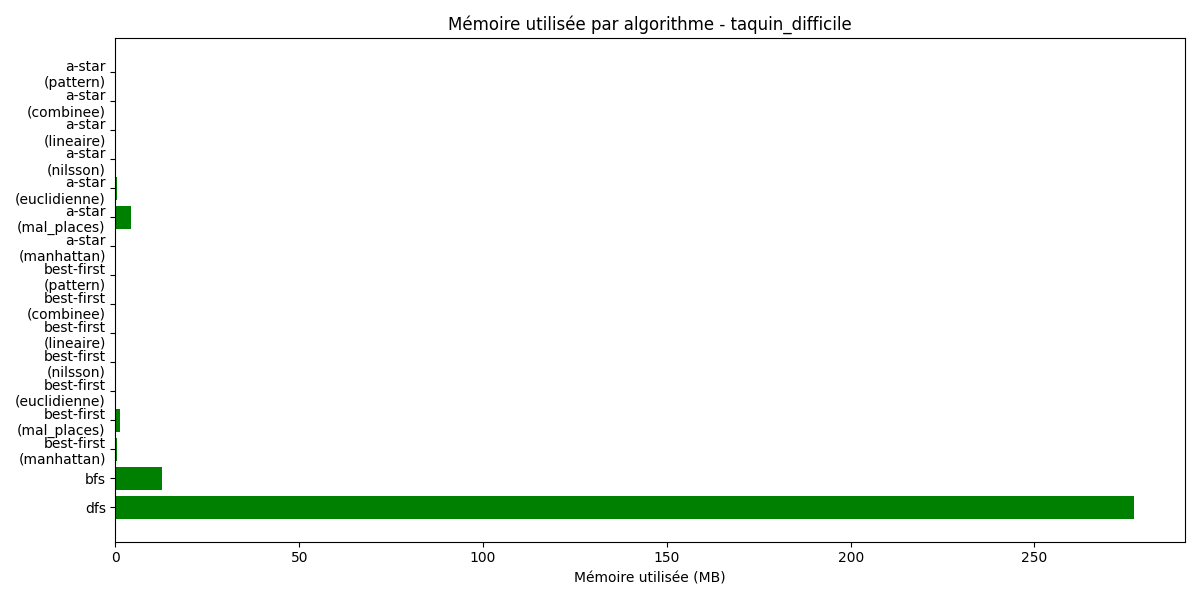 Mémoire utilisée par algorithme - taquin_difficile
a-star
(pattern)
a-star
(combinee)
a-star
(lineaire)
a-star
(nilsson)
a-star
(euclidienne)
a-star
(mal_places)
a-star
(manhattan)
best-first
(pattern)
best-first
(combinee)
best-first
(lineaire)
best-first
(nilsson)
best-first
(euclidienne)
best-first
(mal_places)
best-first
(manhattan)
bfs
dfs
0 50 100 150 200 250
Mémoire utilisée (MB)